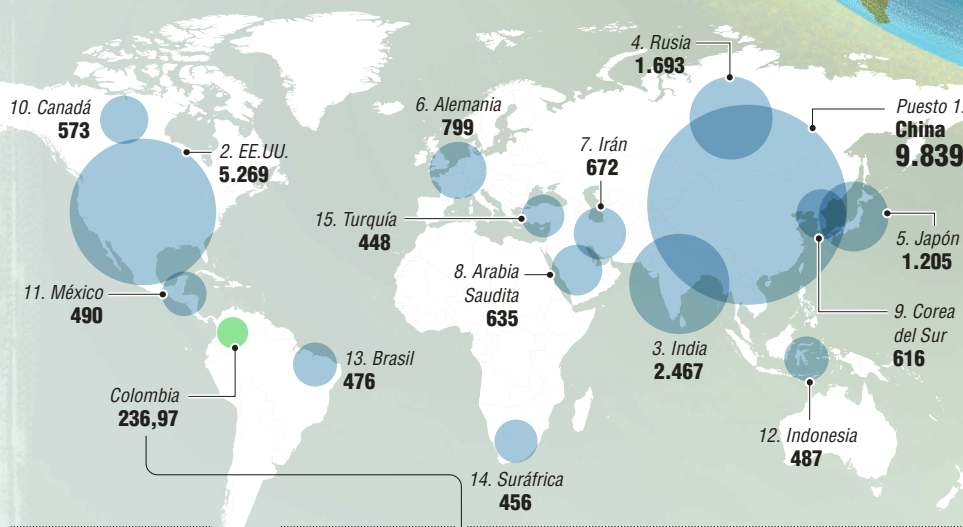 4. Rusia
1.693
10. Canadá
573
6. Alemania
799
Puesto 1.
China
9.839
2. EE.UU.
5.269
7. Irán
672
15. Turquía
448
5. Japón
1.205
8. Arabia
Saudita
635
11. México
490
9. Corea
del Sur
616
3. India
2.467
13. Brasil
476
Colombia
236,97
12. Indonesia
487
14. Suráfrica
456